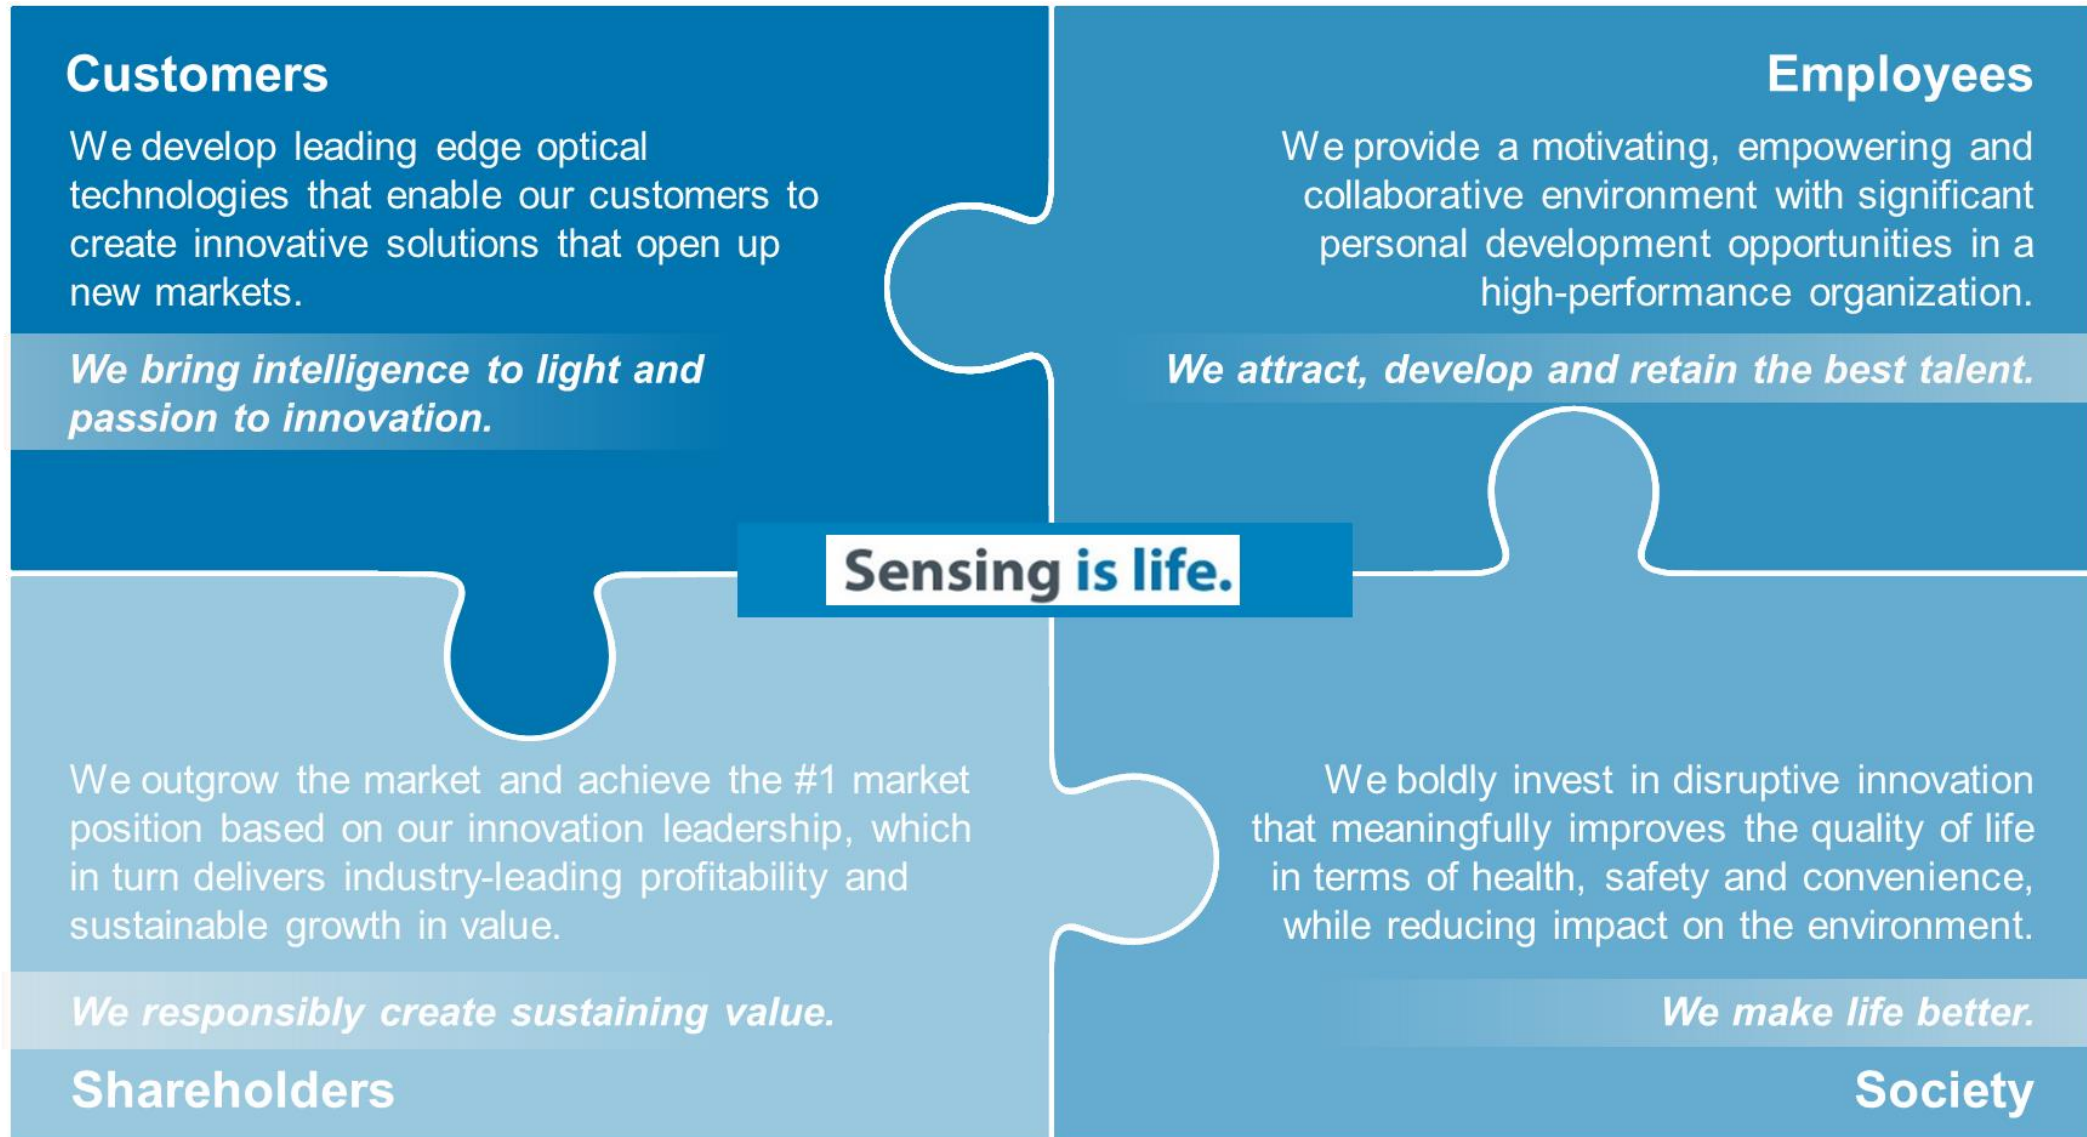 Customers
We develop leading edge optical
technologies that enable our customers to
create innovative solutions that open up
new markets.
We bring intelligence to light and
passion to innovation.
Employees
We provide a motivating, empowering and
collaborative environment with significant
personal development opportunities in a
high-performance organization.
We attract, develop and retain the best talent.
Sensing is life.
We outgrow the market and achieve the #1 market
position based on our innovation leadership, which
in turn delivers industry-leading profitability and
sustainable growth in value.
We responsibly create sustaining value.
Shareholders
We boldly invest in disruptive innovation
that meaningfully improves the quality of life
in terms of health, safety and convenience,
while reducing impact on the environment.
We make life better.
Society